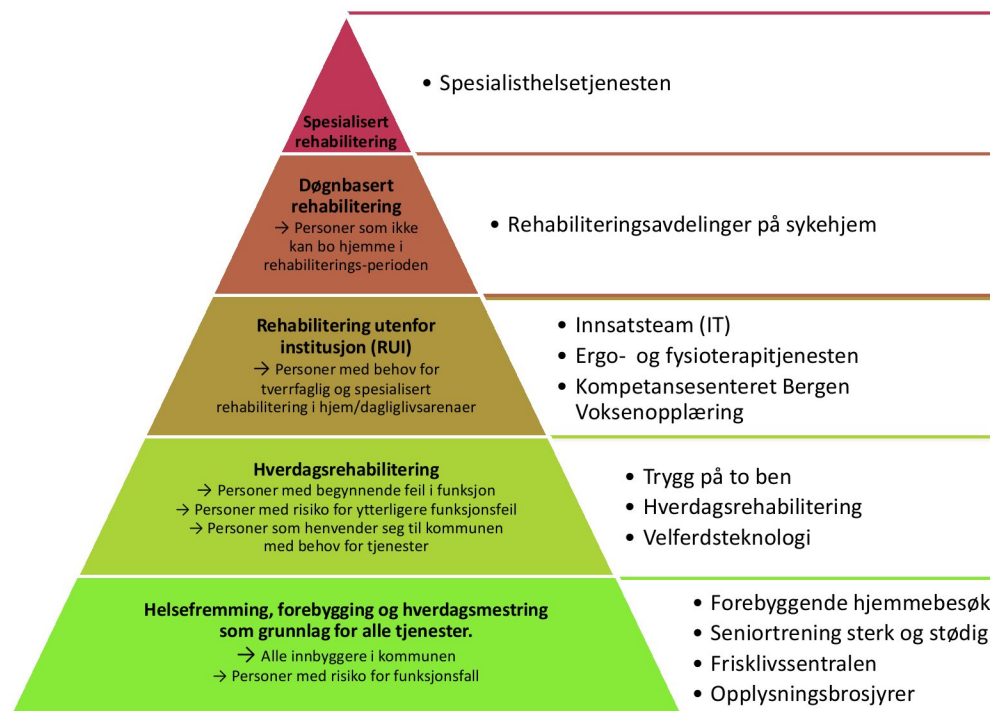 Spesialisert
rehabilitering
• Spesialisthelsetjenesten
Døgnbasert
rehabilitering
→ Personer som ikke
kan bo hjemme i
rehabiliterings-perioden
• Rehabiliteringsavdelinger på sykehjem
Rehabilitering utenfor
institusjon (RUI)
→ Personer med behov for
tverrfaglig og spesialisert
rehabilitering i hjem/dagliglivsarenaer
• Innsatsteam (IT)
• Ergo- og fysioterapitjenesten
• Kompetansesenteret Bergen
Voksenopplæring
Hverdagsrehabilitering
→ Personer med begynnende feil i funksjon
→ Personer med risiko for ytterligere funksjonsfeil
→ Personer som henvender seg til kommunen
med behov for tjenester
• Trygg på to ben
• Hverdagsrehabilitering
• Velferdsteknologi
Helsefremming, forebygging og hverdagsmestring
som grunnlag for alle tjenester.
→ Alle innbyggere i kommunen
→ Personer med risiko for funksjonsfall
• Forebyggende hjemmebesøk
• Seniortrening sterk og stødig
• Frisklivssentralen
• Opplysningsbrosjyrer